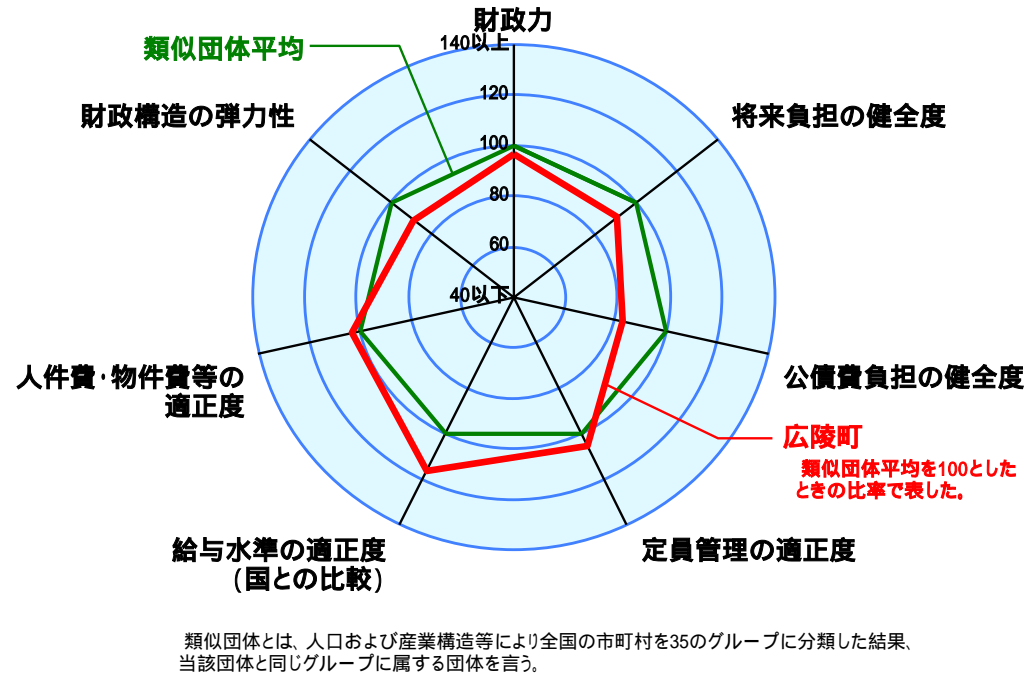 財政力
140以上
類似団体平均
120
財政構造の弾力性
将来負担の健全度
100
80
60
40以下
人件費・物件費等の
適正度
公債費負担の健全度
広陵町
類似団体平均を100とした
ときの比率で表した。
給与水準の適正度
(国との比較)
定員管理の適正度
類似団体とは、人口および産業構造等により全国の市町村を35のグループに分類した結果、
当該団体と同じグループに属する団体を言う。